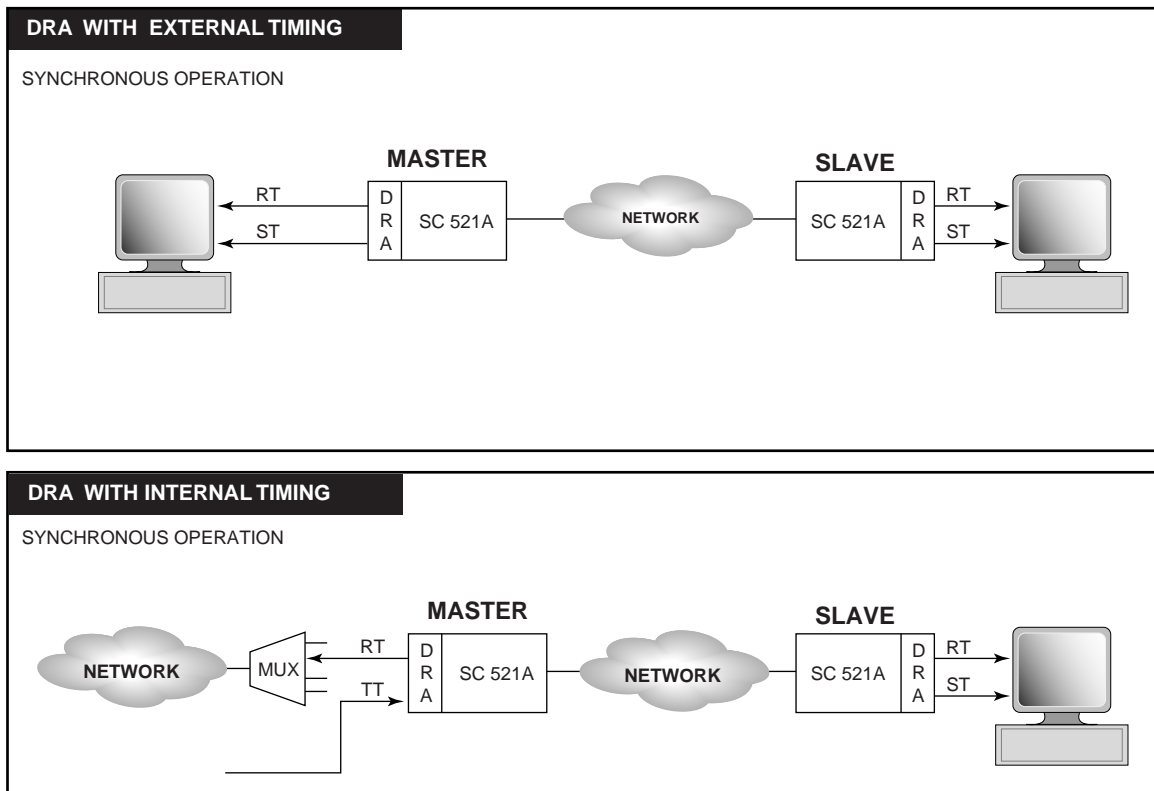 DRA WITH EXTERNAL TIMING
SYNCHRONOUS OPERATION
MASTER
SLAVE
RT
ST
D
R
A
SC 521A
NETWORK
SC 521A
D
R
A
RT
ST
DRA WITH INTERNAL TIMING
SYNCHRONOUS OPERATION
MASTER
SLAVE
NETWORK
MUX
RT
TT
D
R
A
SC 521A
NETWORK
SC 521A
D
R
A
RT
ST